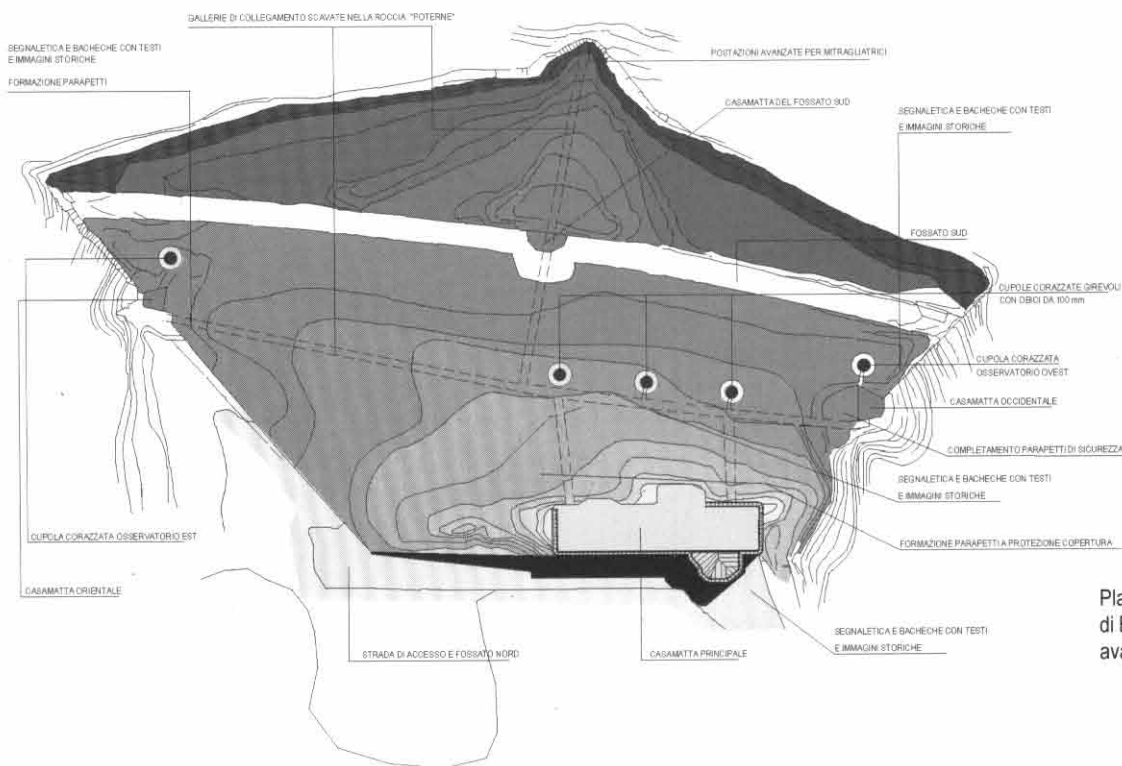 GALLERIE DI COLLEGAMENTO SCAVATE NELLA ROCCIA "POTERNE"
SEGNALETICA E BACHECHE CON TESTI
E IMMAGINI STORICHE
FORMAZIONE PARAPETTI
POSTAZIONI AVANZATE PER MITRAGLIATRICI
CASAMATTA DEL FOSSATO SUD
SEGNALETICA E BACHECHE CON TESTI
E IMMAGINI STORICHE
FOSSATO SUD
CUPOLE CORAZZATE GIREVOLI
CON OBICI DA 100 mm
CUPOLA CORAZZATA
OSSERVATORIO OVEST
CASAMATTA OCCIDENTALE
COMPLETAMENTO PARAPETTI DI SICUREZZA
SEGNALETICA E BACHECHE CON TESTI
E IMMAGINI STORICHE
FORMAZIONE PARAPETTI A PROTEZIONE COPERTURA
CUPOLA CORAZZATA OSSERVATORIO EST
CASAMATTA ORIENTALE
STRADA DI ACCESSO E FOSSATO NORD
CASAMATTA PRINCIPALE
SEGNALETICA E BACHECHE CON TESTI
E IMMAGINI STORICHE
Pla
di
ava